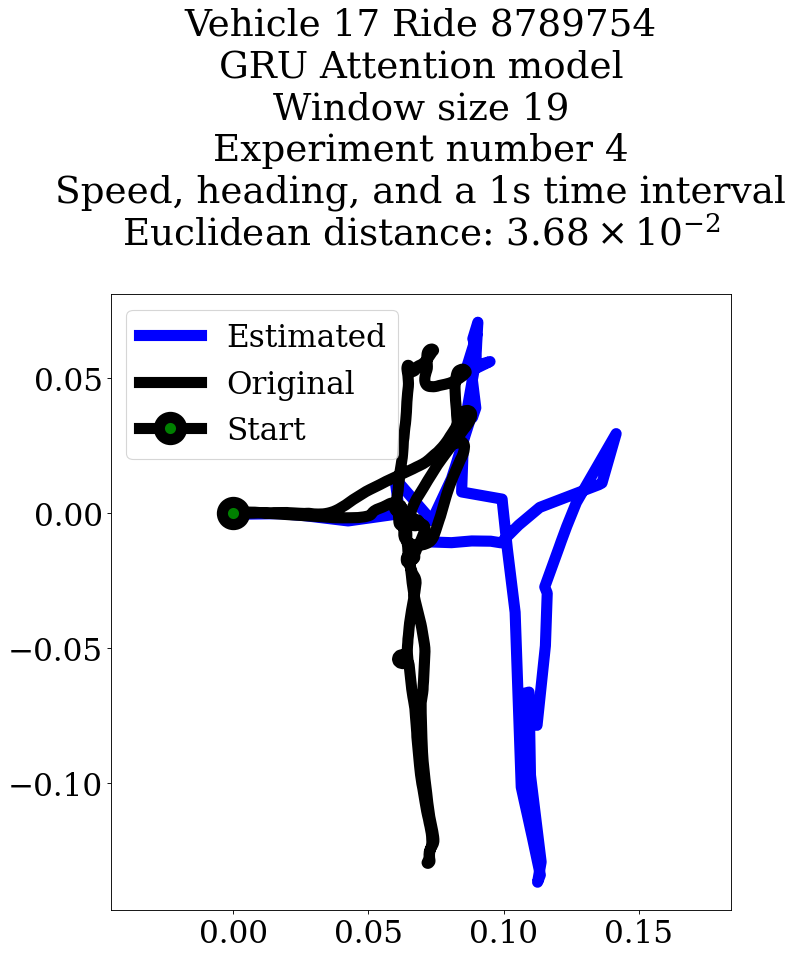 Vehicle 17 Ride 8789754
GRU Attention model
Window size 19
Experiment number 4
Speed, heading, and a 1s time interval
Euclidean distance: 3.68 × 10⁻²
Estimated
Original
Start
0.05
0.00
−0.05
−0.10
0.00 0.05 0.10 0.15